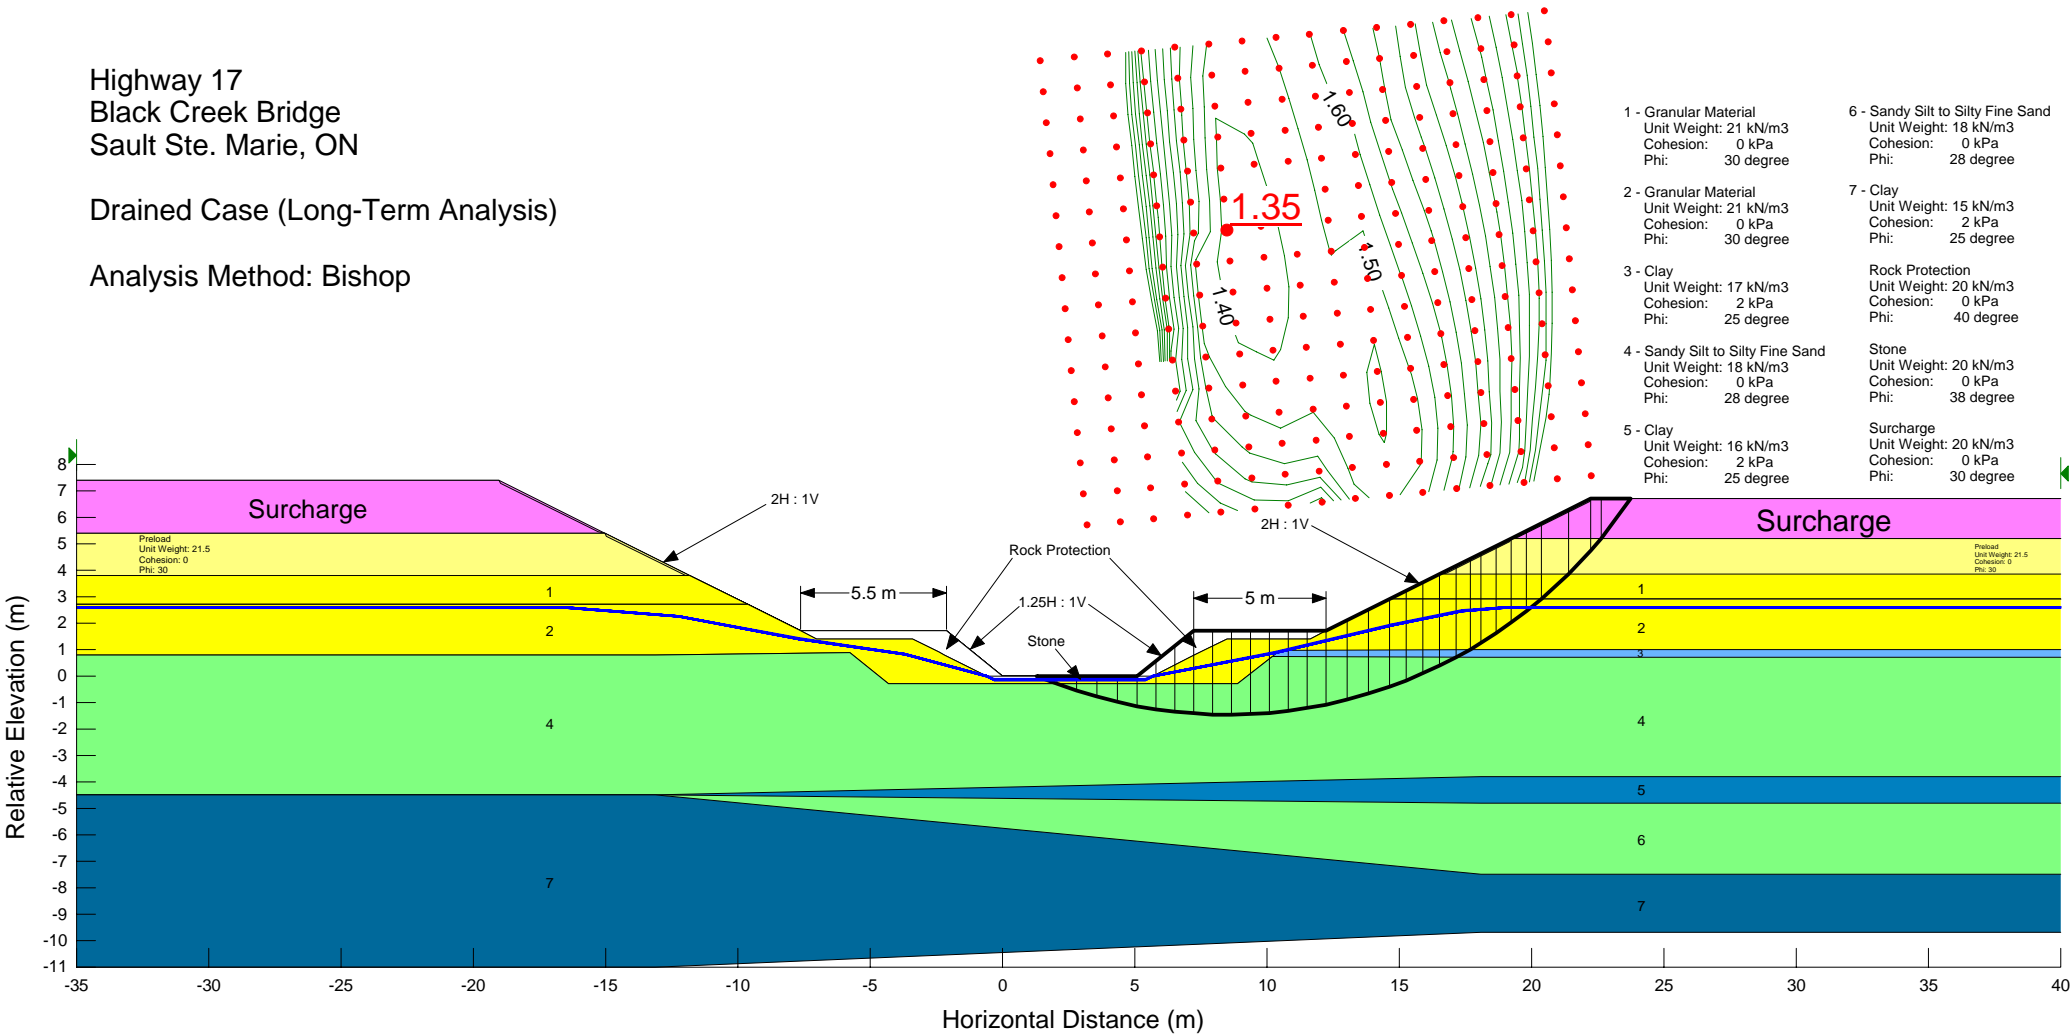 Highway 17
Black Creek Bridge
Sault Ste. Marie, ON
Drained Case (Long-Term Analysis)
Analysis Method: Bishop
1.60
1.35
1.50
1.40
1 - Granular Material
Unit Weight: 21 kN/m3
Cohesion: 0 kPa
Phi: 30 degree
2 - Granular Material
Unit Weight: 21 kN/m3
Cohesion: 0 kPa
Phi: 30 degree
3 - Clay
Unit Weight: 17 kN/m3
Cohesion: 2 kPa
Phi: 25 degree
4 - Sandy Silt to Silty Fine Sand
Unit Weight: 18 kN/m3
Cohesion: 0 kPa
Phi: 28 degree
5 - Clay
Unit Weight: 16 kN/m3
Cohesion: 2 kPa
Phi: 25 degree
6 - Sandy Silt to Silty Fine Sand
Unit Weight: 18 kN/m3
Cohesion: 0 kPa
Phi: 28 degree
7 - Clay
Unit Weight: 15 kN/m3
Cohesion: 2 kPa
Phi: 25 degree
Rock Protection
Unit Weight: 20 kN/m3
Cohesion: 0 kPa
Phi: 40 degree
Stone
Unit Weight: 20 kN/m3
Cohesion: 0 kPa
Phi: 38 degree
Surcharge
Unit Weight: 20 kN/m3
Cohesion: 0 kPa
Phi: 30 degree
Relative Elevation (m)
8
7
6
5
4
3
2
1
0
-1
-2
-3
-4
-5
-6
-7
-8
-9
-10
-11
Surcharge
Preload
Unit Weight: 21.5
Cohesion: 0
Phi: 30
1
2
4
7
2H : 1V
5.5 m
Rock Protection
1.25H : 1V
Stone
2H : 1V
5 m
Surcharge
Preload
Unit Weight: 21.5
Cohesion: 0
Phi: 30
1
2
3
4
5
6
7
-35
-30
-25
-20
-15
-10
-5
0
5
10
15
20
25
30
35
40
Horizontal Distance (m)